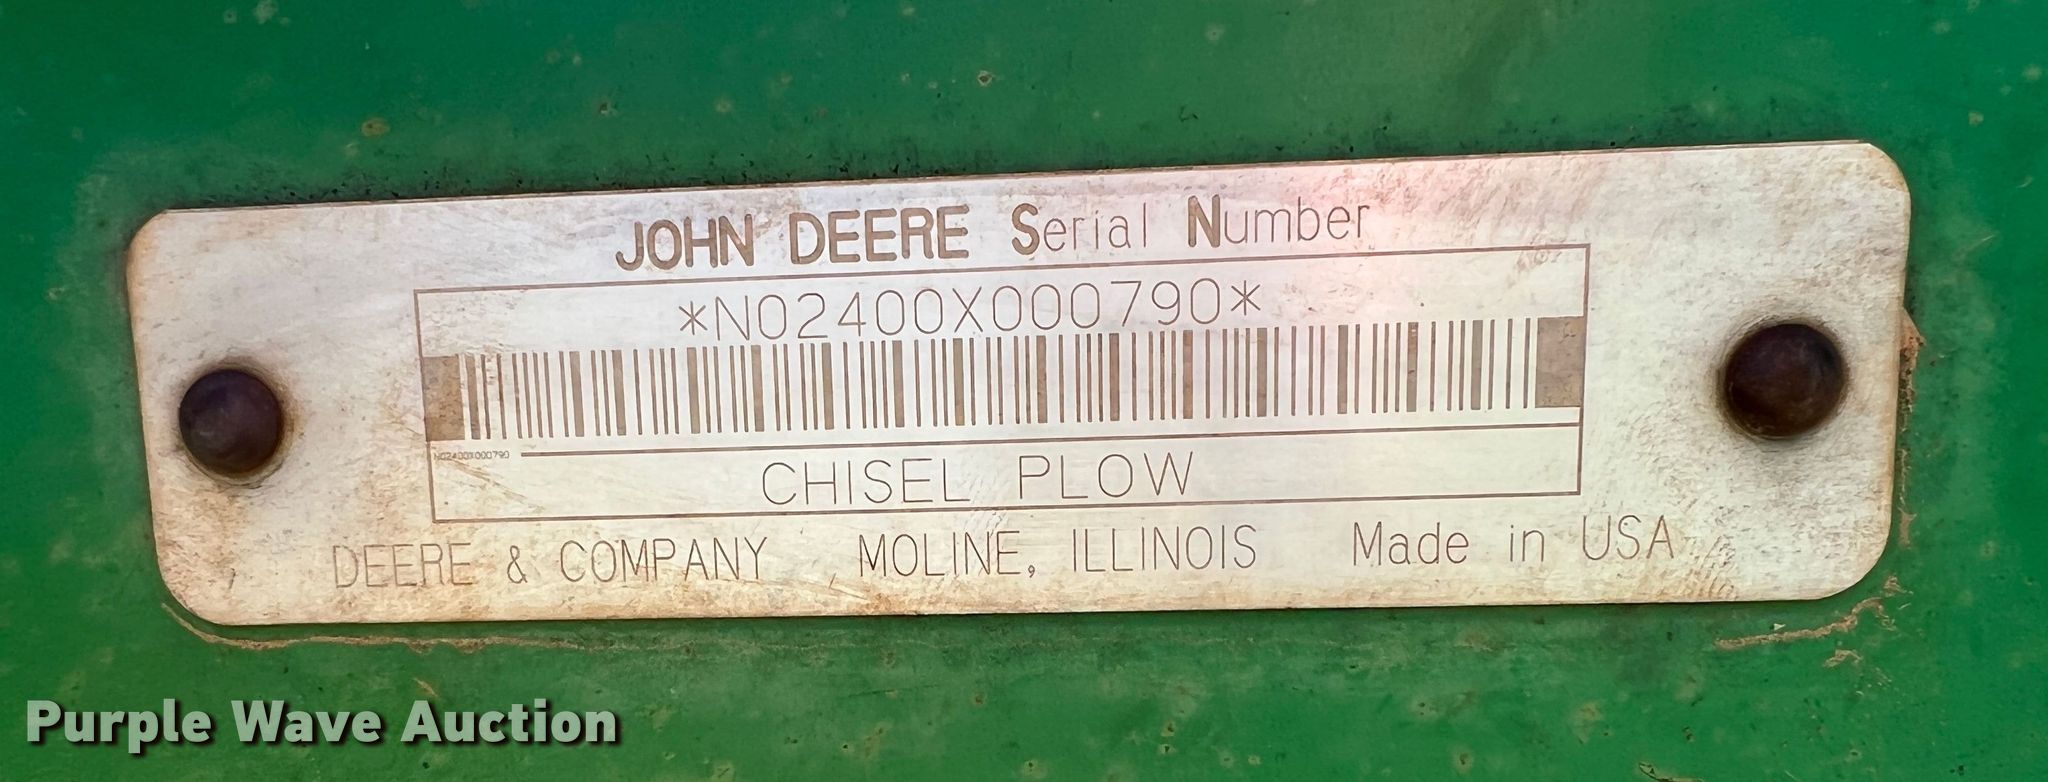 JOHN DEERE Serial Number
*N02400X000790*
N02400X000790
CHISEL PLOW
DEERE & COMPANY MOLINE, ILLINOIS Made in USA
Purple Wave Auction